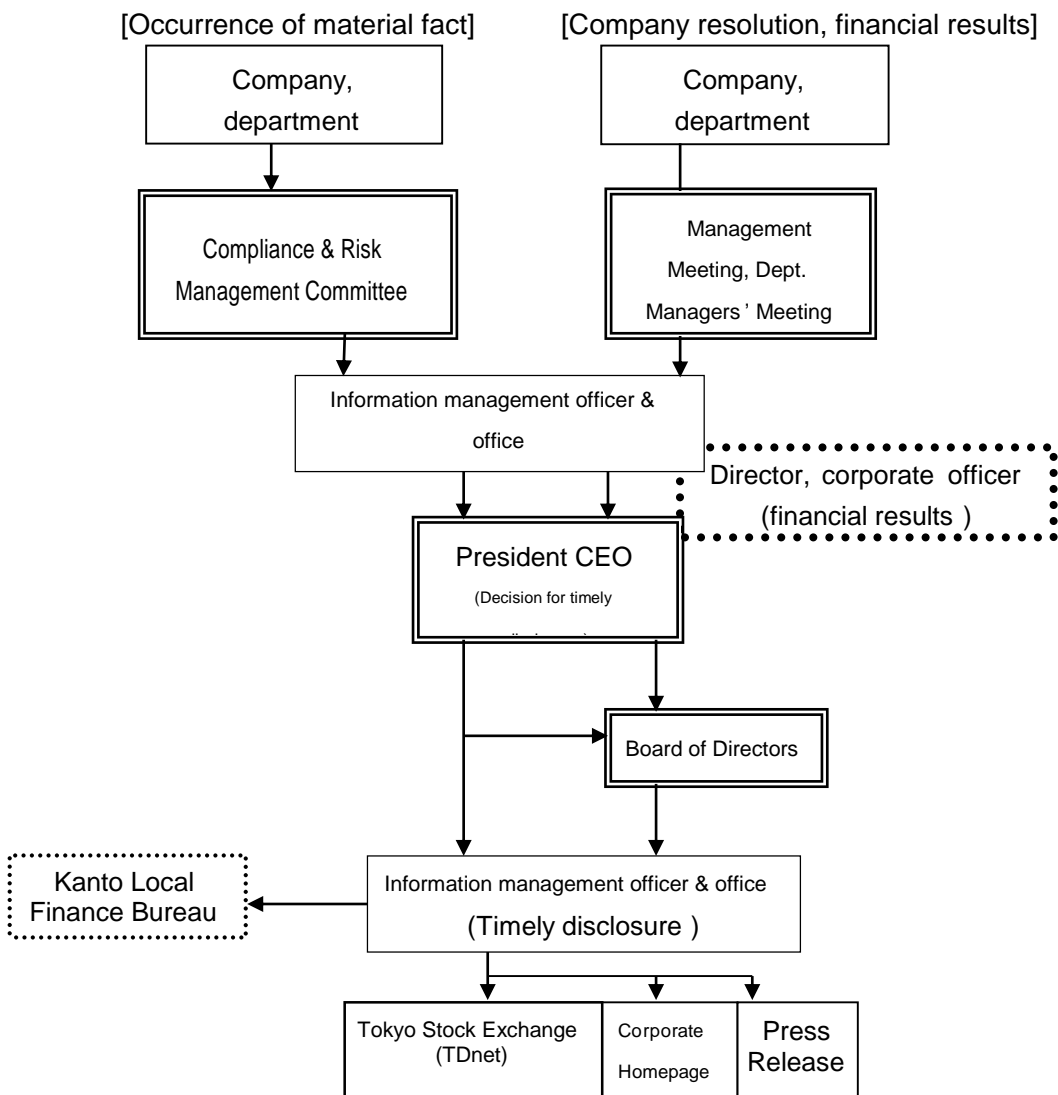 [Occurrence of material fact]
[Company resolution, financial results]
Company,
department
Company,
department
Compliance & Risk
Management Committee
Management
Meeting, Dept.
Managers ’ Meeting
Information management officer &
office
Director, corporate officer
(financial results )
President CEO
(Decision for timely
Board of Directors
Kanto Local
Finance Bureau
Information management officer & office
(Timely disclosure )
Tokyo Stock Exchange
(TDnet)
Corporate
Homepage
Press
Release